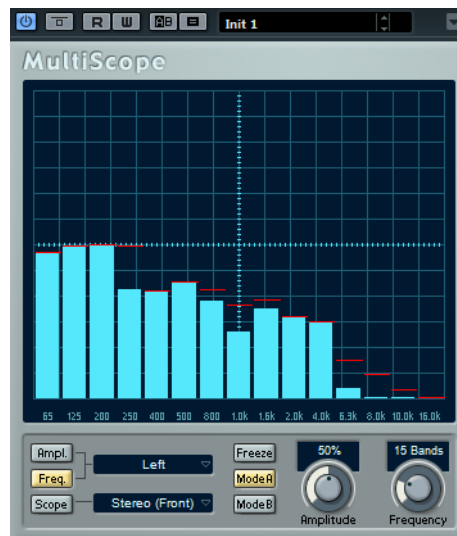 R W AB Init 1
MultiScope
65 125 200 250 400 500 800 1.0k 1.6k 2.0k 4.0k 6.3k 8.0k 10.0k 16.0k
Ampl. Freeze 50% 15 Bands
Left
Freq. Mode A
Scope Stereo (Front) Mode B
Amplitude Frequency